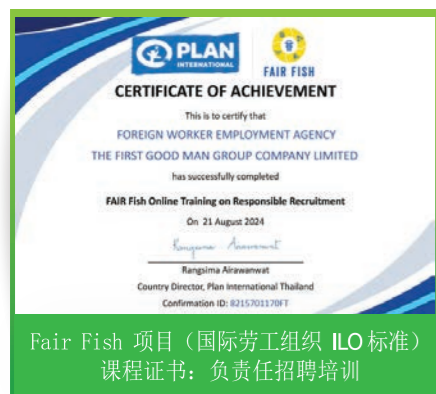 PLAN
INTERNATIONAL
FAIR FISH
CERTIFICATE OF ACHIEVEMENT
This is to certify that
FOREIGN WORKER EMPLOYMENT AGENCY
THE FIRST GOOD MAN GROUP COMPANY LIMITED
has successfully completed
FAIR Fish Online Training on Responsible Recruitment
On 21 August 2024
Rangsima Airawanwat
Rangsima Airawanwat
Country Director, Plan International Thailand
Confirmation ID: 8215701170FT
Fair Fish 项目（国际劳工组织 ILO 标准）
课程证书：负责任招聘培训